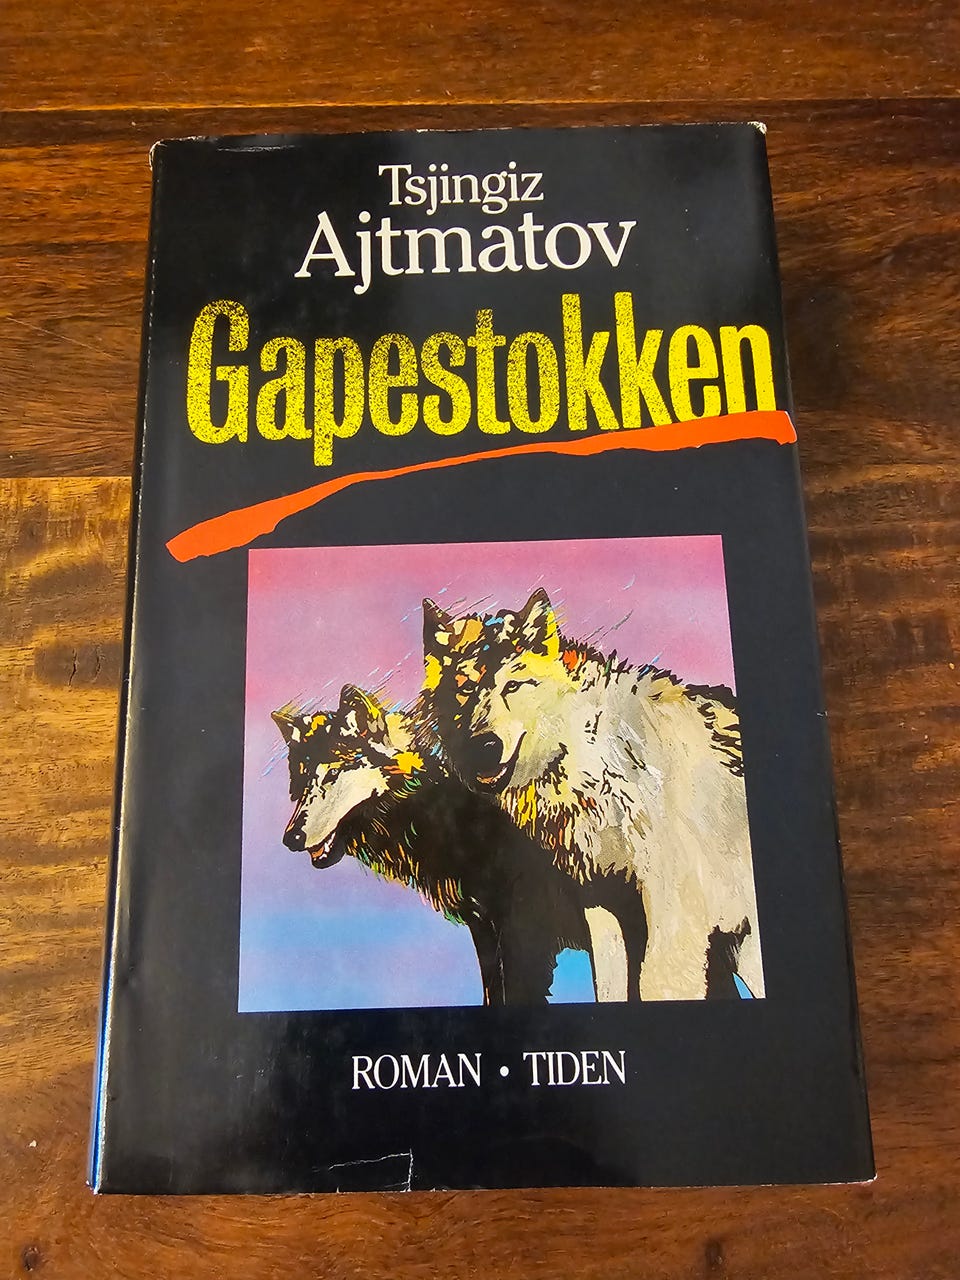 Tsjingiz
Ajtmatov
Gapestokken
ROMAN • TIDEN